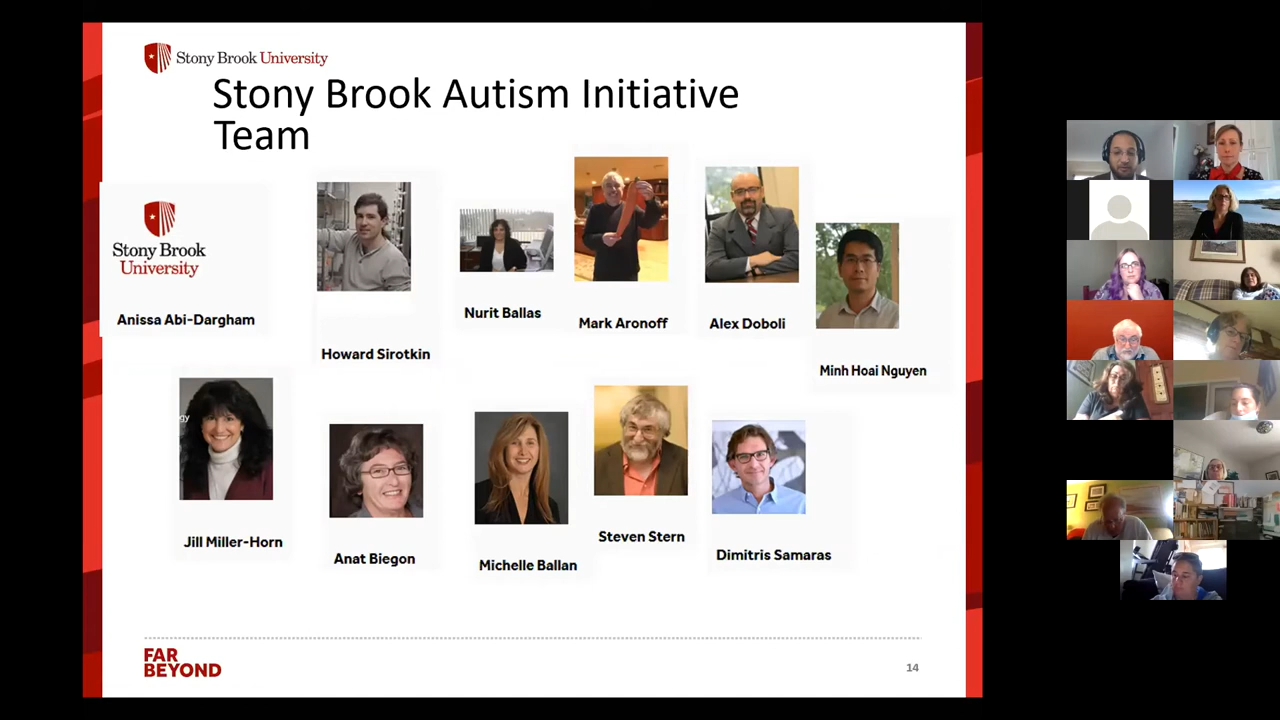 Stony Brook University
Stony Brook Autism Initiative
Team
Stony Brook
University
Anissa Abi-Dargham
Howard Sirotkin
Nurit Ballas
Mark Aronoff
Alex Doboli
Minh Hoai Nguyen
gy
Jill Miller-Horn
Anat Biegon
Michelle Ballan
Steven Stern
Dimitris Samaras
FAR
BEYOND
14